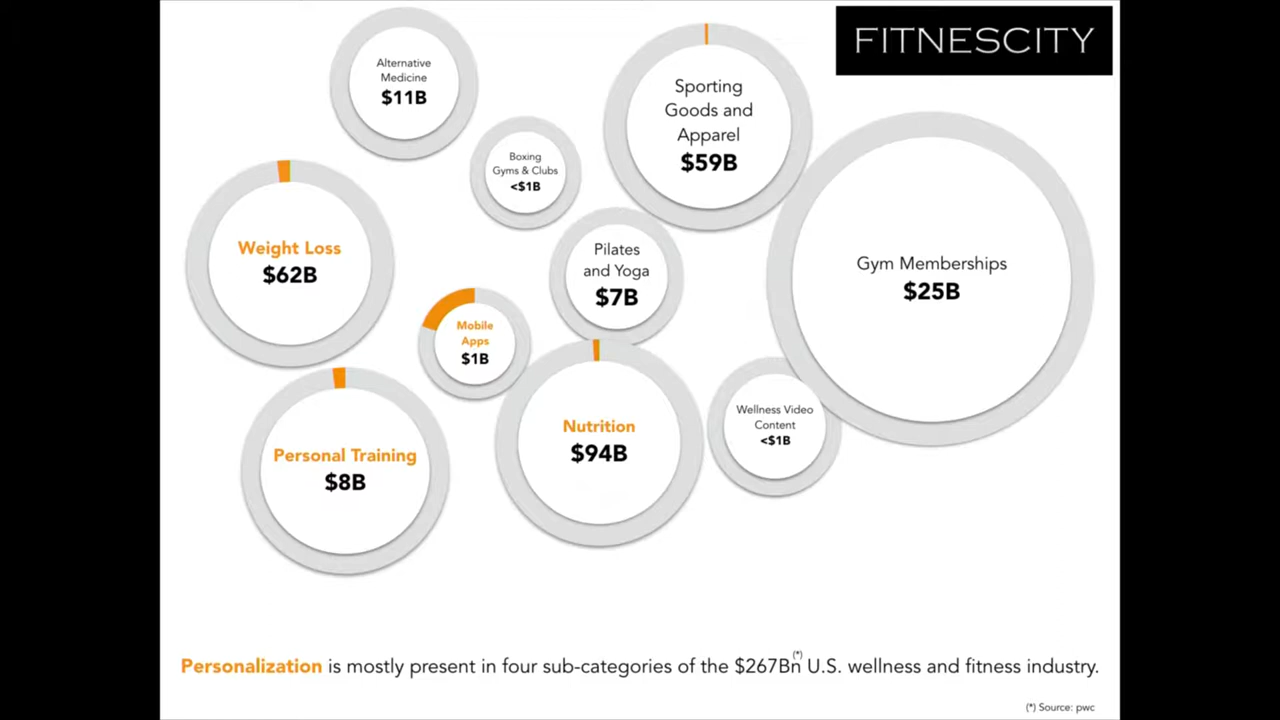 FITNESCITY
Alternative
Medicine
$11B
Sporting
Goods and
Apparel
$59B
Boxing
Gyms & Clubs
<$1B
Weight Loss
$62B
Pilates
and Yoga
$7B
Gym Memberships
$25B
Mobile
Apps
$1B
Personal Training
$8B
Nutrition
$94B
Wellness Video
Content
<$1B
Personalization is mostly present in four sub-categories of the $267Bn(*) U.S. wellness and fitness industry.
(*) Source: pwc